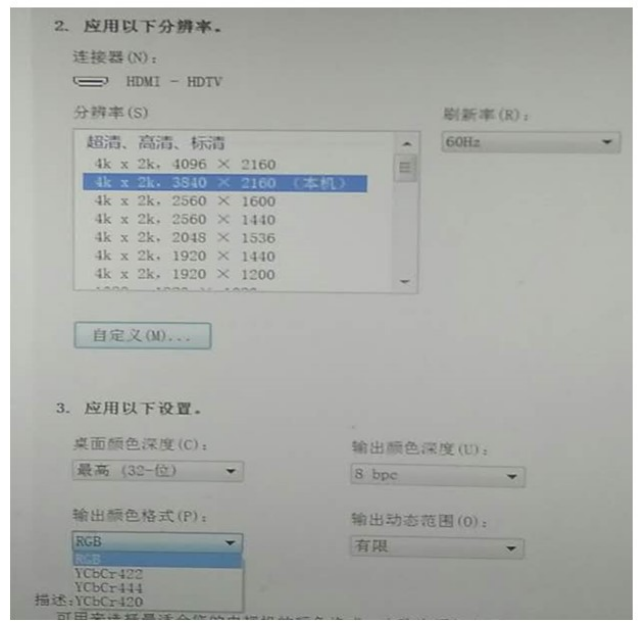 2. 应用以下分辨率。
连接器(N)：
HDMI - HDTV
分辨率(S)
刷新率(R)：
超清、高清、标清
60Hz
4k x 2k, 4096 × 2160
4k x 2k, 3840 × 2160 （本机）
4k x 2k, 2560 × 1600
4k x 2k, 2560 × 1440
4k x 2k, 2048 × 1536
4k x 2k, 1920 × 1440
4k x 2k, 1920 × 1200
自定义(M)...
3. 应用以下设置。
桌面颜色深度(C)：
输出颜色深度(U)：
最高 (32-位)
8 bpc
输出颜色格式(P)：
输出动态范围(O)：
RGB
有限
RGB
YCbCr422
YCbCr444
描述:YCbCr420